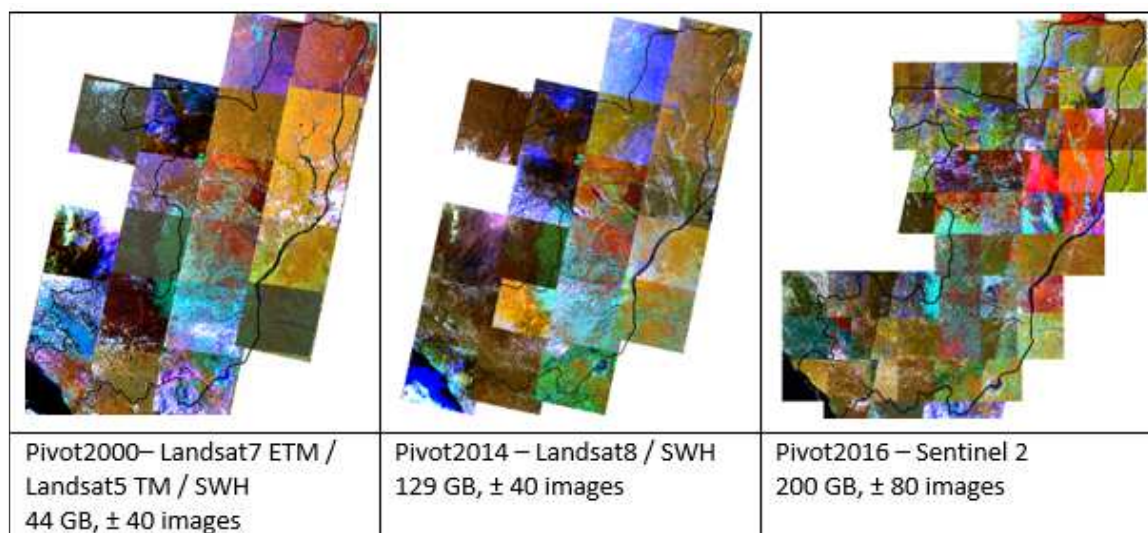 Pivot2000– Landsat7 ETM /
Landsat5 TM / SWH
44 GB, ± 40 images
Pivot2014 – Landsat8 / SWH
129 GB, ± 40 images
Pivot2016 – Sentinel 2
200 GB, ± 80 images